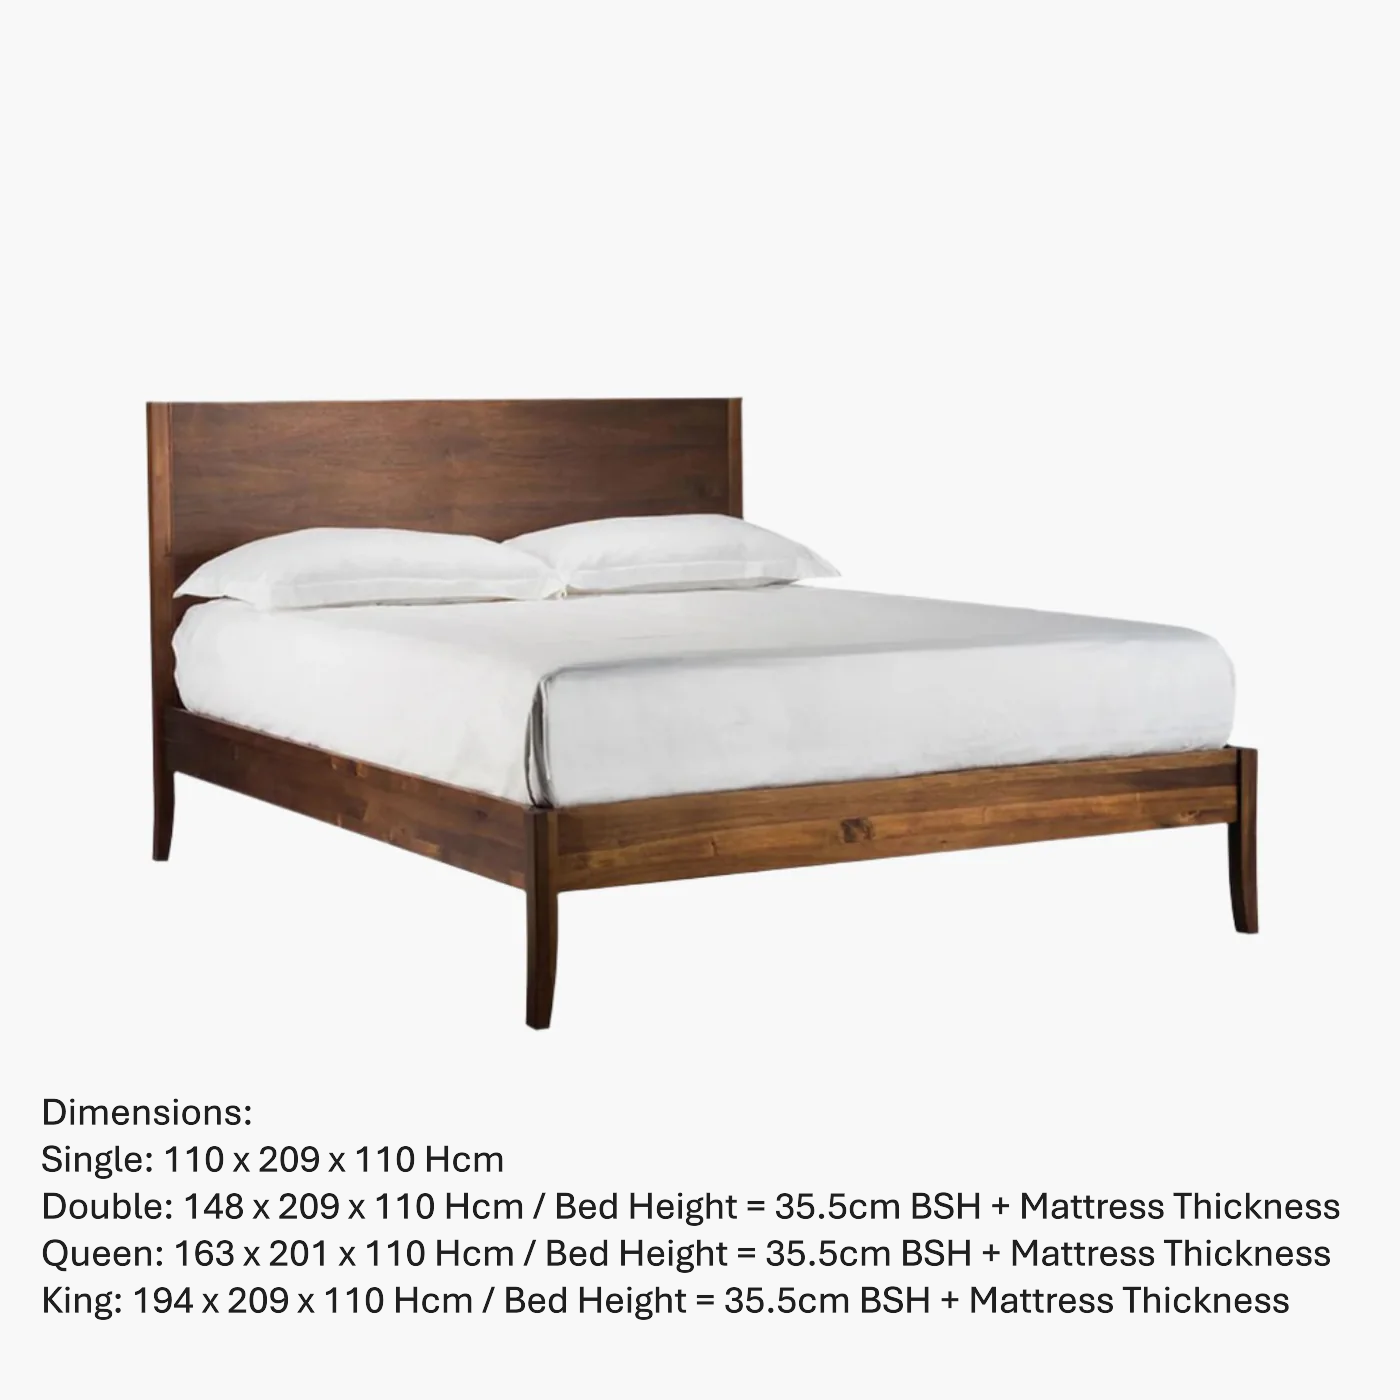 Dimensions:
Single: 110 x 209 x 110 Hcm
Double: 148 x 209 x 110 Hcm / Bed Height = 35.5cm BSH + Mattress Thickness
Queen: 163 x 201 x 110 Hcm / Bed Height = 35.5cm BSH + Mattress Thickness
King: 194 x 209 x 110 Hcm / Bed Height = 35.5cm BSH + Mattress Thickness